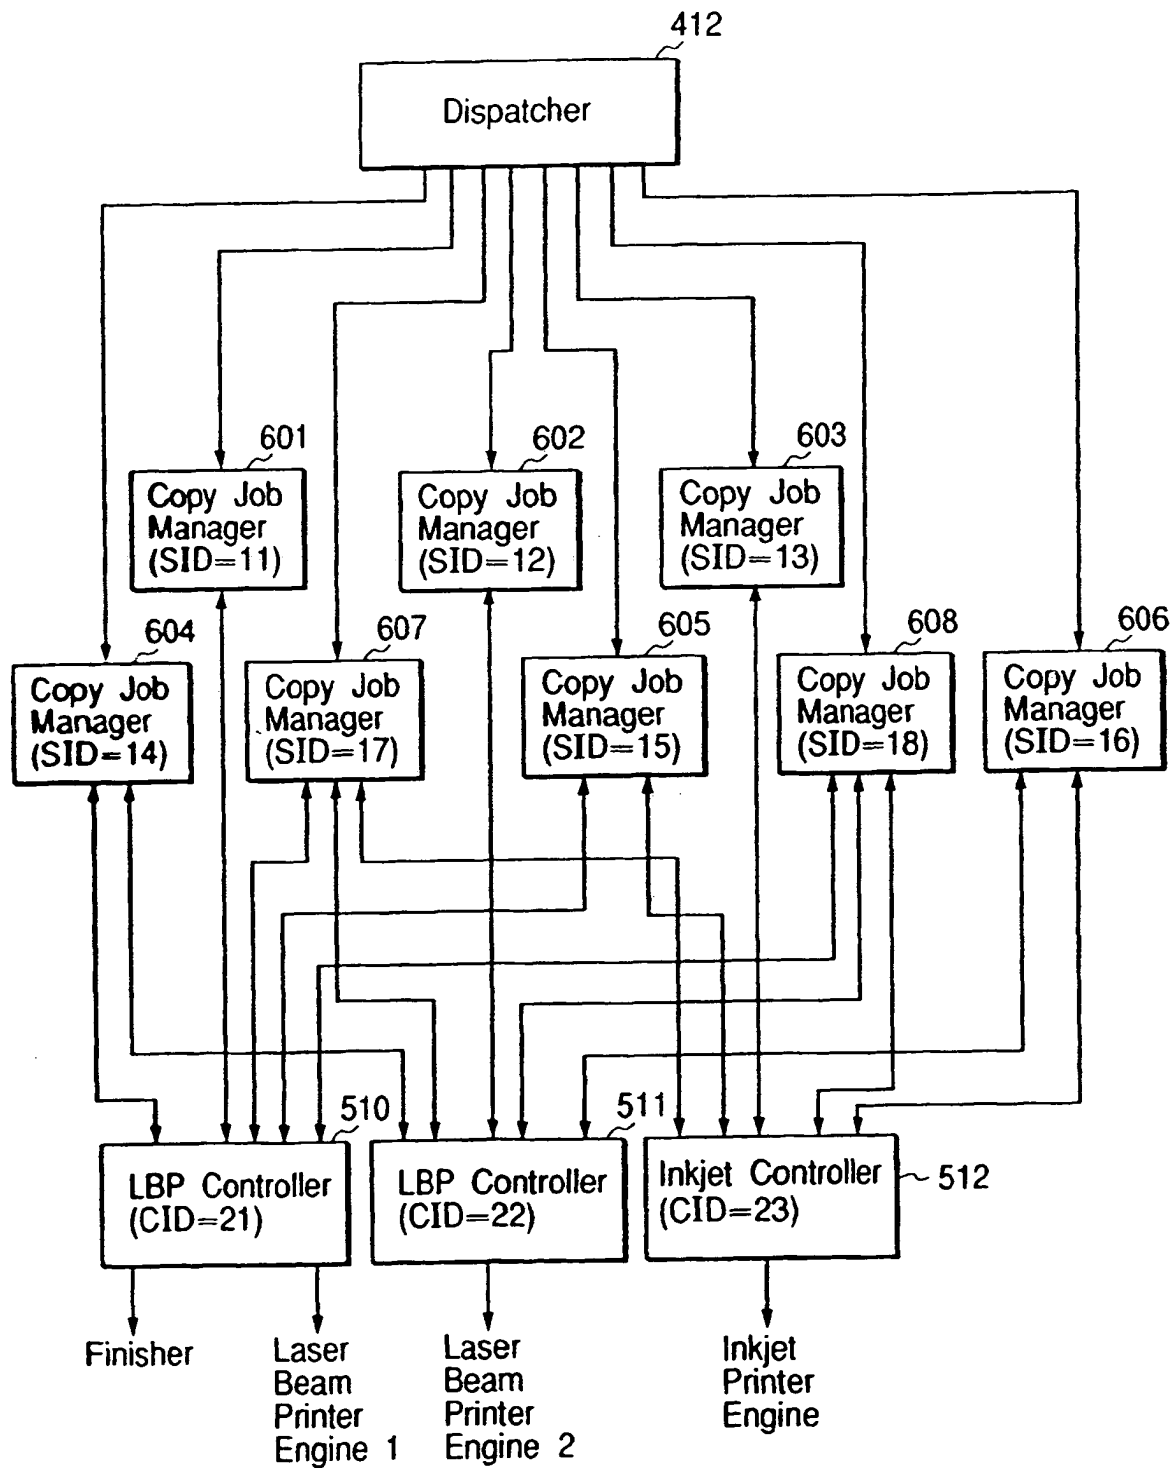 412
Dispatcher
601
Copy Job
Manager
(SID=11)
602
Copy Job
Manager
(SID=12)
603
Copy Job
Manager
(SID=13)
604
Copy Job
Manager
(SID=14)
607
Copy Job
Manager
(SID=17)
605
Copy Job
Manager
(SID=15)
608
Copy Job
Manager
(SID=18)
606
Copy Job
Manager
(SID=16)
510
LBP Controller
(CID=21)
511
LBP Controller
(CID=22)
Inkjet Controller
(CID=23)
512
Finisher
Laser
Beam
Printer
Engine 1
Laser
Beam
Printer
Engine 2
Inkjet
Printer
Engine